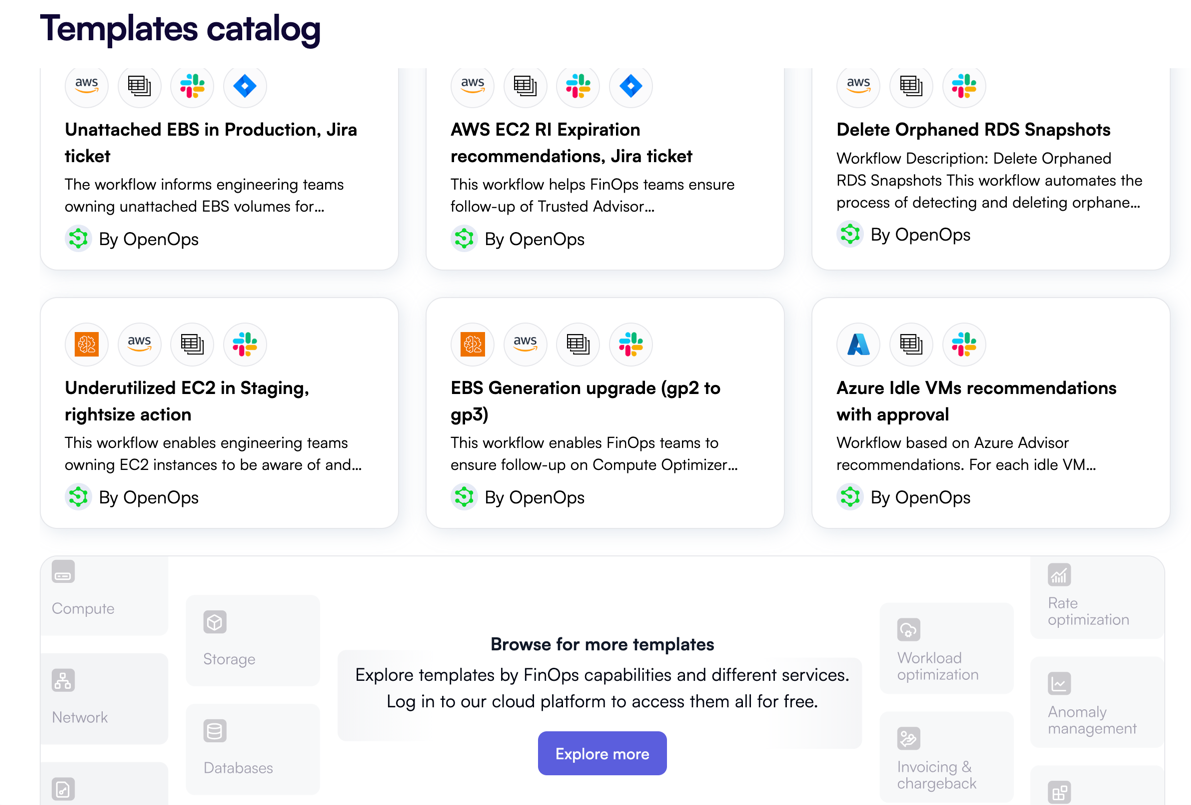 Templates catalog
aws
Unattached EBS in Production, Jira
ticket
The workflow informs engineering teams
owning unattached EBS volumes for...
By OpenOps
aws
AWS EC2 RI Expiration
recommendations, Jira ticket
This workflow helps FinOps teams ensure
follow-up of Trusted Advisor...
By OpenOps
aws
Delete Orphaned RDS Snapshots
Workflow Description: Delete Orphaned
RDS Snapshots This workflow automates the
process of detecting and deleting orphane...
By OpenOps
aws
Underutilized EC2 in Staging,
rightsize action
This workflow enables engineering teams
owning EC2 instances to be aware of and...
By OpenOps
aws
EBS Generation upgrade (gp2 to
gp3)
This workflow enables FinOps teams to
ensure follow-up on Compute Optimizer...
By OpenOps
Azure Idle VMs recommendations
with approval
Workflow based on Azure Advisor
recommendations. For each idle VM...
By OpenOps
Compute
Network
Storage
Databases
Browse for more templates
Explore templates by FinOps capabilities and different services.
Log in to our cloud platform to access them all for free.
Explore more
Workload
optimization
Invoicing &
chargeback
Rate
optimization
Anomaly
management